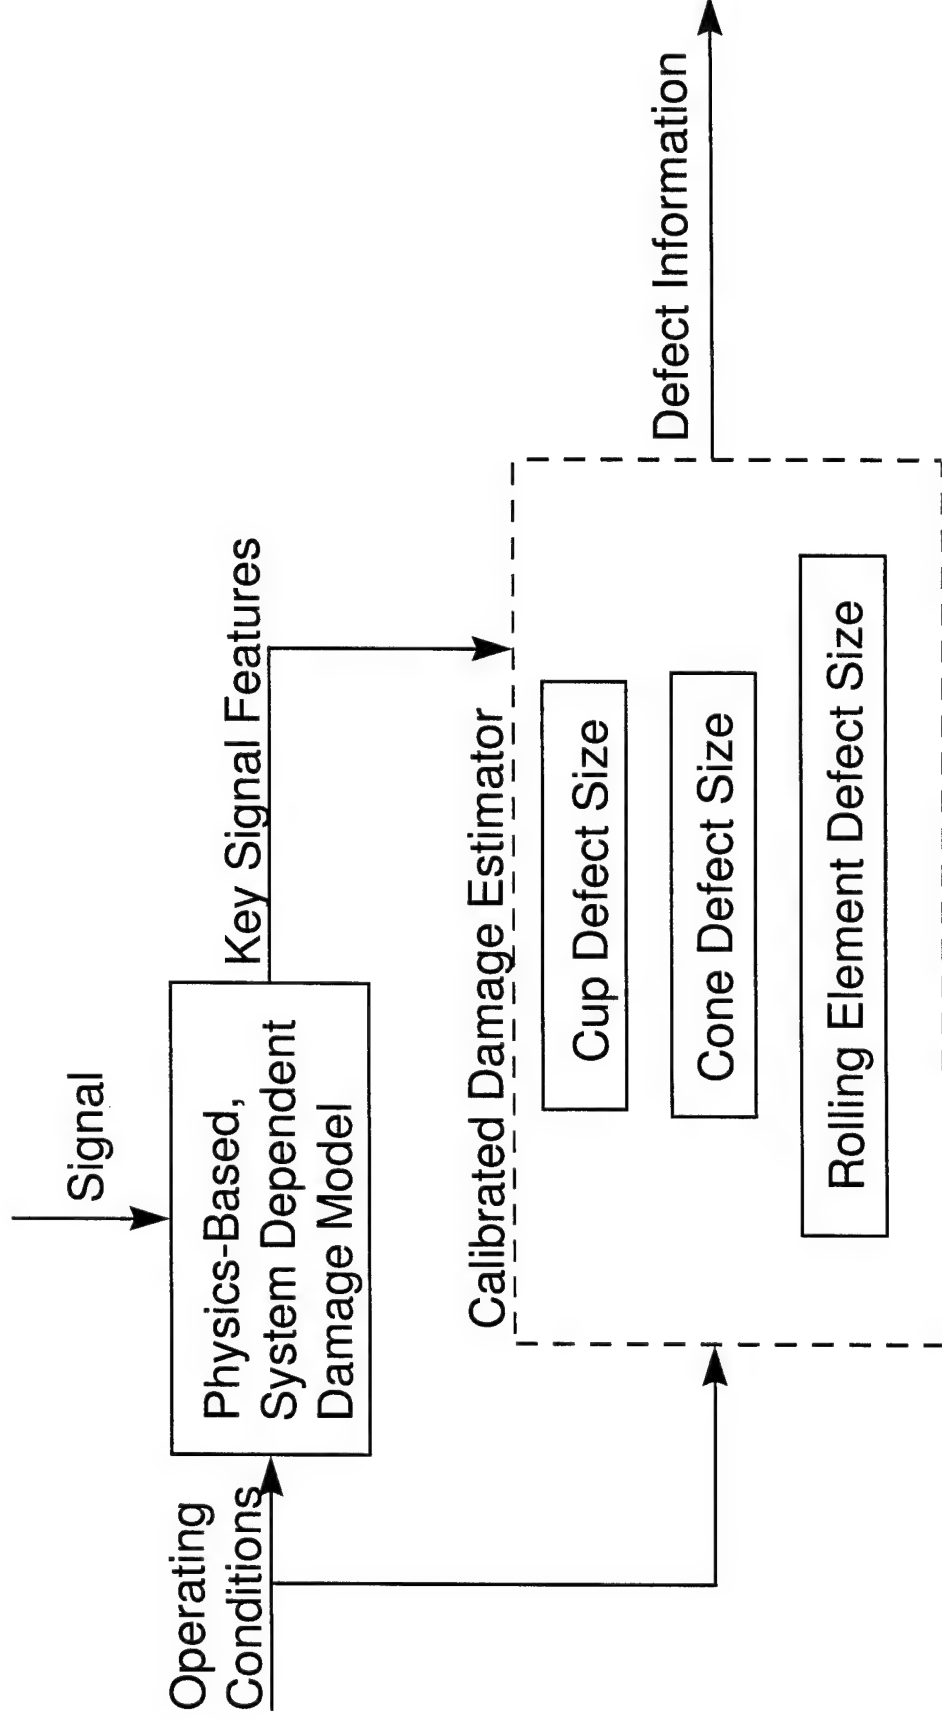 Signal
Operating
Conditions
Physics-Based,
System Dependent
Damage Model
Key Signal Features
Calibrated Damage Estimator
Cup Defect Size
Cone Defect Size
Rolling Element Defect Size
Defect Information